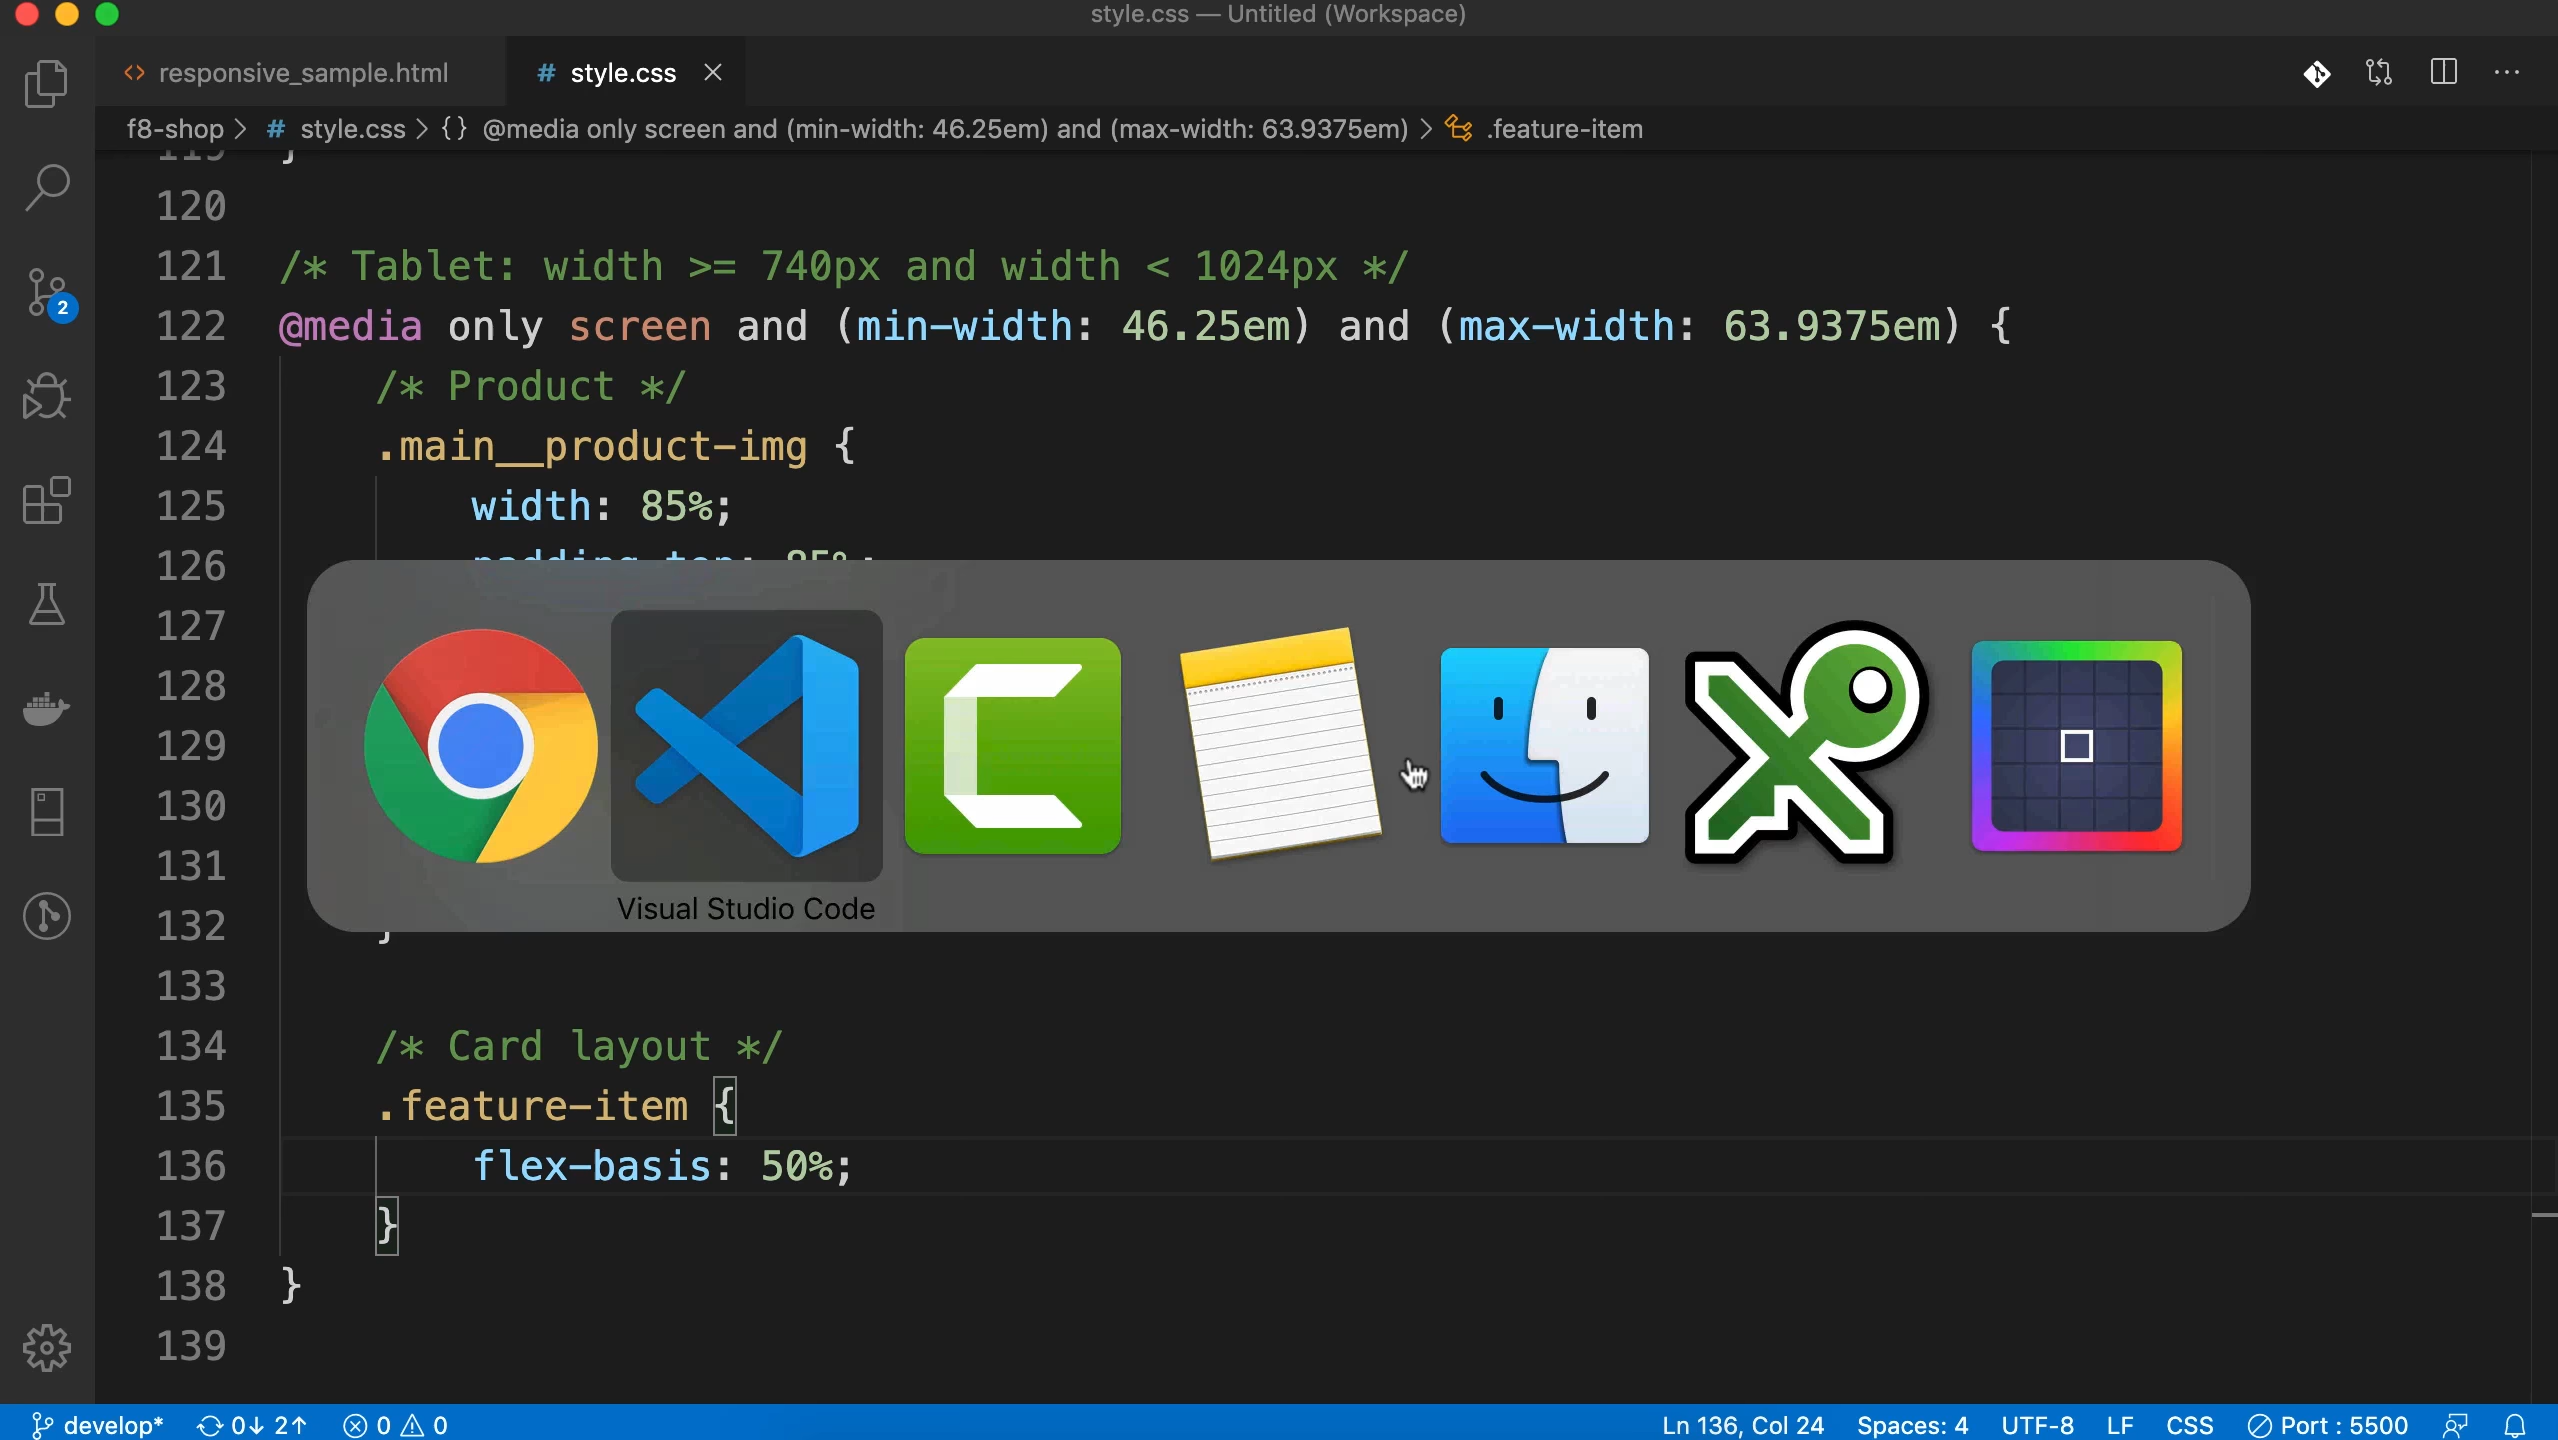 style.css — Untitled (Workspace)
responsive_sample.html
# style.css
f8-shop > # style.css > {} @media only screen and (min-width: 46.25em) and (max-width: 63.9375em) > .feature-item
119 }
120
121 /* Tablet: width >= 740px and width < 1024px */
122 @media only screen and (min-width: 46.25em) and (max-width: 63.9375em) {
2
123 /* Product */
124 .main__product-img {
125 width: 85%;
126 padding-top: 85%;
127
128
129
130
131
Visual Studio Code
132 }
133
134 /* Card layout */
135 .feature-item {
136 flex-basis: 50%;
137 }
138 }
139
develop* 0↓ 2↑ 0 0 Ln 136, Col 24 Spaces: 4 UTF-8 LF CSS Port : 5500